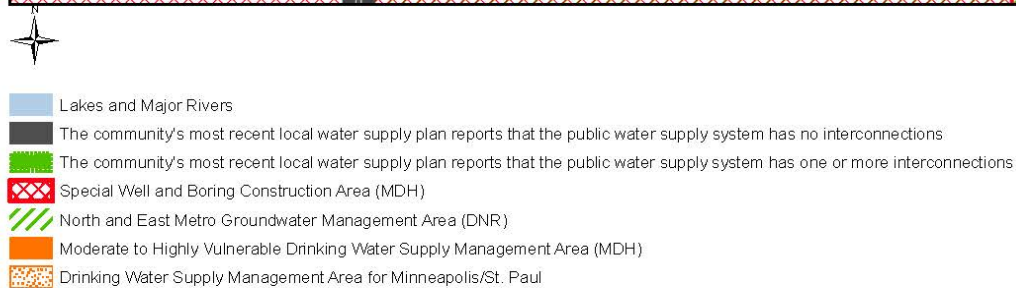 N
Lakes and Major Rivers
The community's most recent local water supply plan reports that the public water supply system has no interconnections
The community's most recent local water supply plan reports that the public water supply system has one or more interconnections
Special Well and Boring Construction Area (MDH)
North and East Metro Groundwater Management Area (DNR)
Moderate to Highly Vulnerable Drinking Water Supply Management Area (MDH)
Drinking Water Supply Management Area for Minneapolis/St. Paul